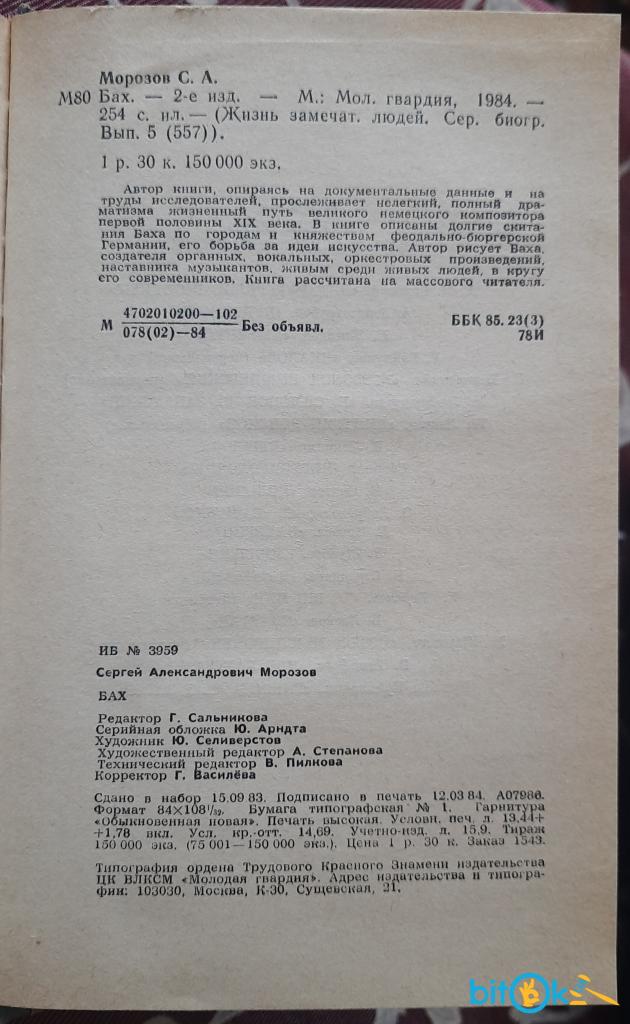 Морозов С. А.
М80 Бах. — 2-е изд. — М.: Мол. гвардия, 1984. —
254 с. ил. — (Жизнь замечат. людей. Сер. биогр.
Вып. 5 (557)).
1 р. 30 к. 150 000 экз.
Автор книги, опираясь на документальные данные и на
труды исследователей, прослеживает нелегкий, полный дра-
матизма жизненный путь великого немецкого композитора
первой половины XIX века. В книге описаны долгие скита-
ния Баха по городам и княжествам феодально-бюргерской
Германии, его борьба за идеи искусства. Автор рисует Баха,
создателя органных, вокальных, оркестровых произведений,
наставника музыкантов, живым среди живых людей, в кругу
его современников. Книга рассчитана на массового читателя.
М 4702010200—102
078(02)—84 Без объявл.
ББК 85.23(3)
78И
ИБ № 3959
Сергей Александрович Морозов
БАХ
Редактор Г. Сальникова
Серийная обложка Ю. Арндта
Художник Ю. Селиверстов
Художественный редактор А. Степанова
Технический редактор В. Пилкова
Корректор Г. Василёва
Сдано в набор 15.09.83. Подписано в печать 12.03.84. А07986.
Формат 84×108¹/₃₂. Бумага типографская № 1. Гарнитура
«Обыкновенная новая». Печать высокая. Условн. печ. л. 13,44+
+1,78 вкл. Усл. кр.-отт. 14,69. Учетно-изд. л. 15,9. Тираж
150 000 экз. (75 001—150 000 экз.). Цена 1 р. 30 к. Заказ 1543.
Типография ордена Трудового Красного Знамени издательства
ЦК ВЛКСМ «Молодая гвардия». Адрес издательства и типогра-
фии: 103030, Москва, К-30, Сущевская, 21.
bitok